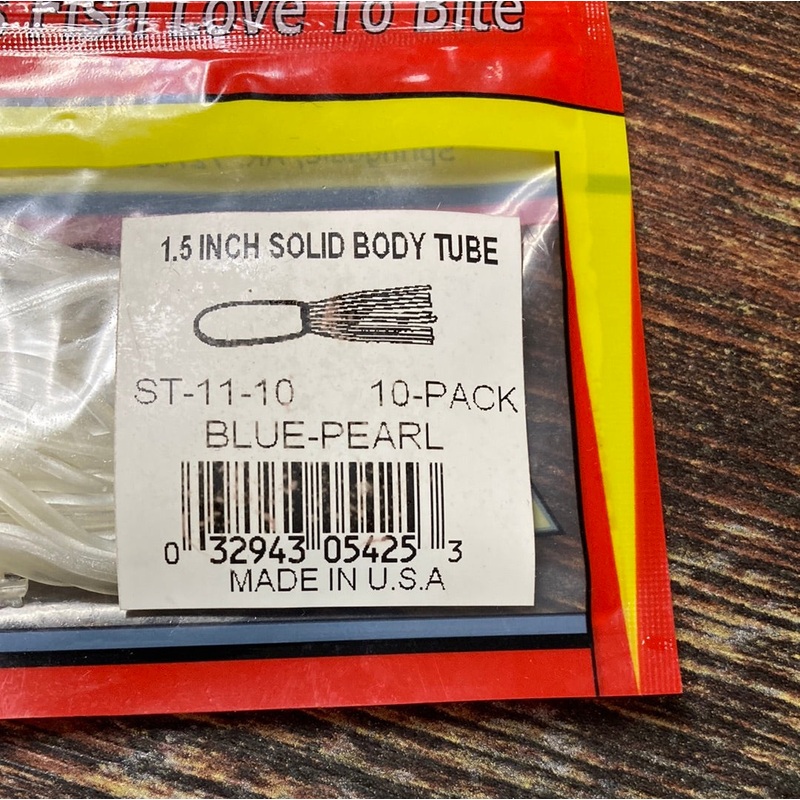 Fish Love To Bite
1.5 INCH SOLID BODY TUBE
ST-11-10 10-PACK
BLUE-PEARL
0 32943 05425 3
MADE IN U.S.A